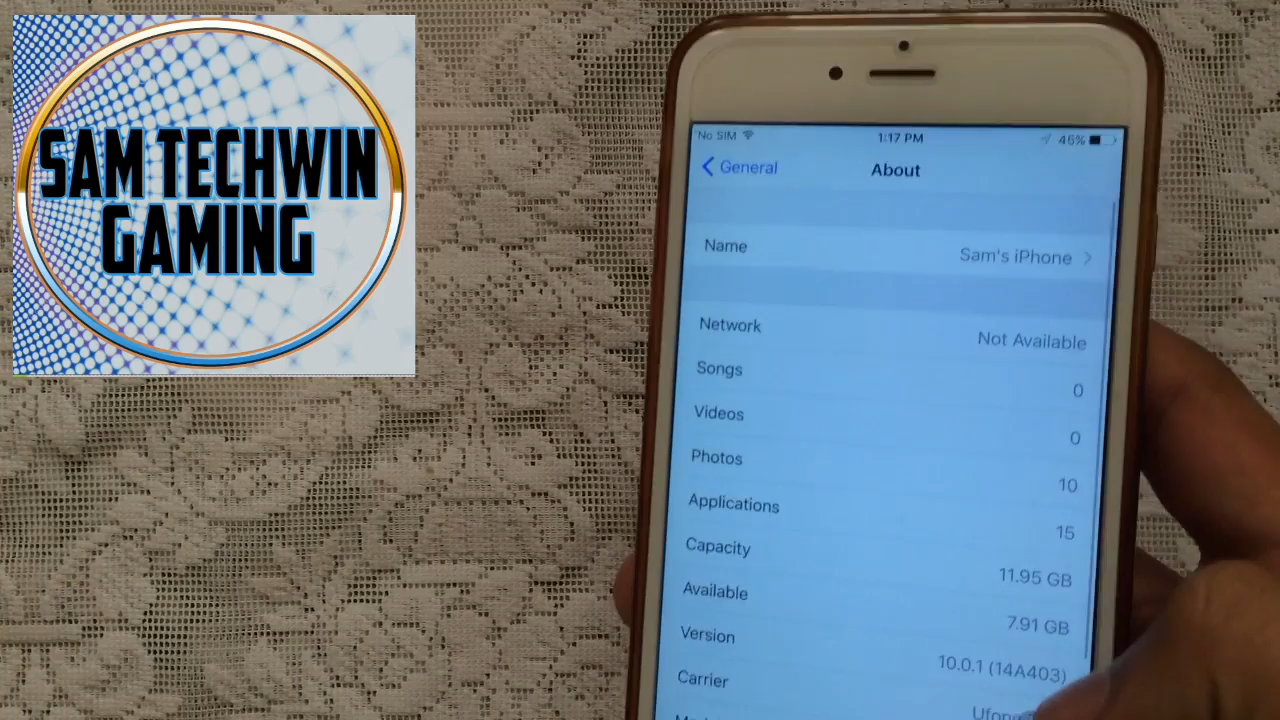 SAM TECHWIN
GAMING
No SIM 1:17 PM 46%
General About
Name Sam's iPhone
Network Not Available
Songs 0
Videos 0
Photos 10
Applications 15
Capacity 11.95 GB
Available 7.91 GB
Version 10.0.1 (14A403)
Carrier